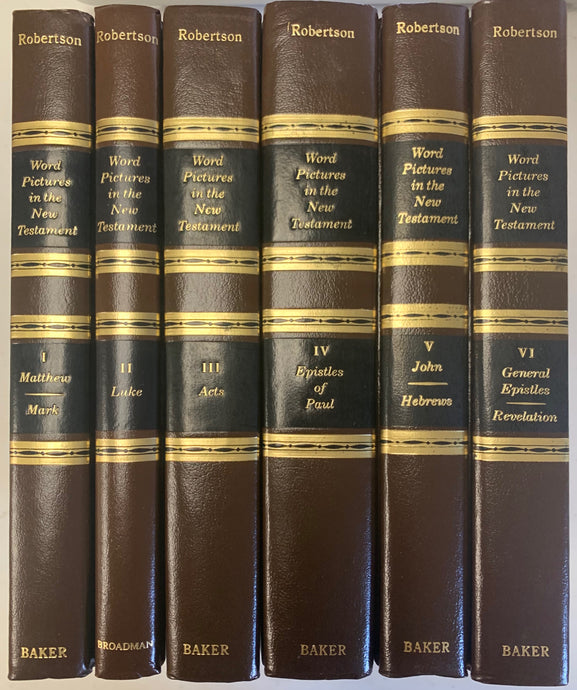 Robertson
Word
Pictures
in the
New
Testament
I
Matthew
Mark
BAKER
Robertson
Word
Pictures
in the
New
Testament
II
Luke
BROADMAN
Robertson
Word
Pictures
in the
New
Testament
III
Acts
BAKER
Robertson
Word
Pictures
in the
New
Testament
IV
Epistles
of
Paul
BAKER
Robertson
Word
Pictures
in the
New
Testament
V
John
Hebrews
BAKER
Robertson
Word
Pictures
in the
New
Testament
VI
General
Epistles
Revelation
BAKER